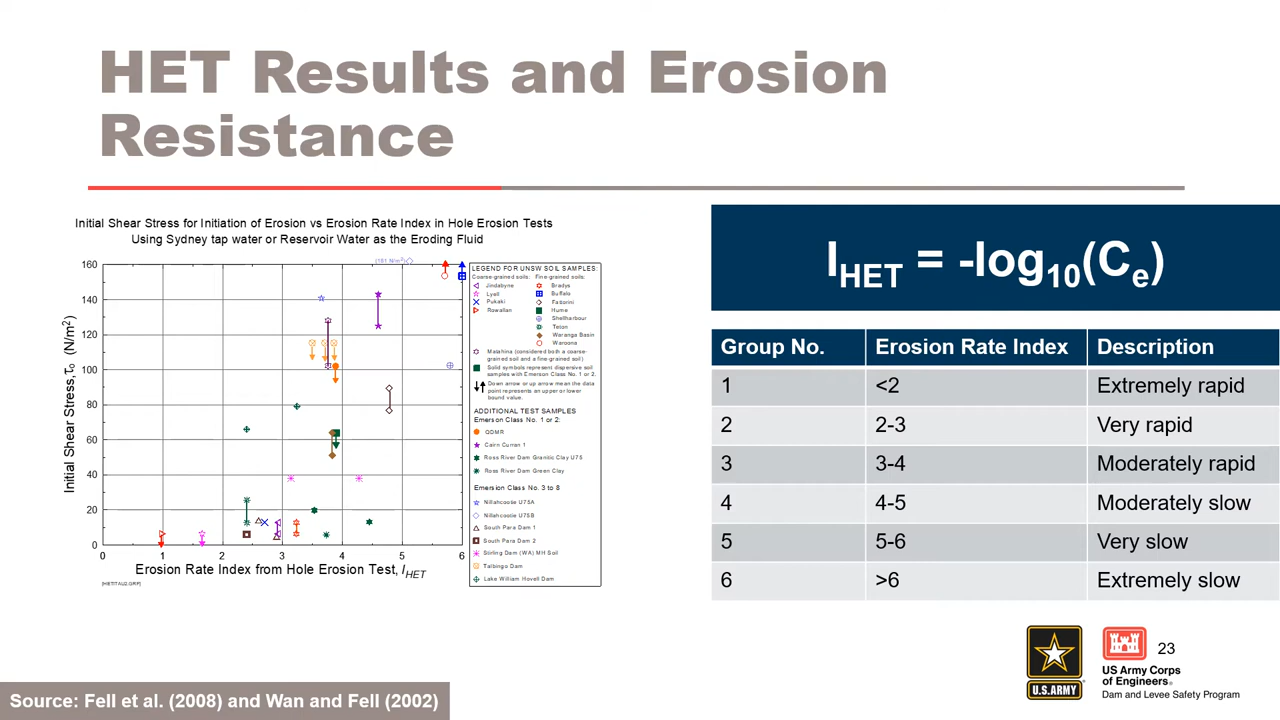 HET Results and Erosion
Resistance
Initial Shear Stress for Initiation of Erosion vs Erosion Rate Index in Hole Erosion Tests
Using Sydney tap water or Reservoir Water as the Eroding Fluid
(191 N/m²)
160
140
120
100
80
60
40
20
0
Initial Shear Stress, τo (N/m²)
0 1 2 3 4 5 6
Erosion Rate Index from Hole Erosion Test, IHET
LEGEND FOR UNSW SOIL SAMPLES:
Coarse-grained soils: Fine-grained soils:
Jindabyne
Lyell
Pukaki
Rowallan
Bradys
Buffalo
Fattorini
Hume
Shellharbour
Teton
Waranga Basin
Waroona
Matahina (considered both a coarse-
grained soil and a fine-grained soil)
Solid symbols represent dispersive soil
samples with Emerson Class No. 1 or 2.
Down arrow or up arrow mean the data
point represents an upper or lower
bound value.
ADDITIONAL TEST SAMPLES
Emerson Class No. 1 or 2:
QDMR
Cairn Curran 1
Ross River Dam Granitic Clay U75
Ross River Dam Green Clay
Emersion Class No. 3 to 8
Nillahcootie U75A
Nillahcootie U75B
South Para Dam 1
South Para Dam 2
Stirling Dam (WA) MH Soil
Talbingo Dam
Lake William Hovell Dam
IHET = -log10(Ce)
Group No. Erosion Rate Index Description
1 <2 Extremely rapid
2 2-3 Very rapid
3 3-4 Moderately rapid
4 4-5 Moderately slow
5 5-6 Very slow
6 >6 Extremely slow
U.S.ARMY
US Army Corps
of Engineers®
Dam and Levee Safety Program
23
Source: Fell et al. (2008) and Wan and Fell (2002)